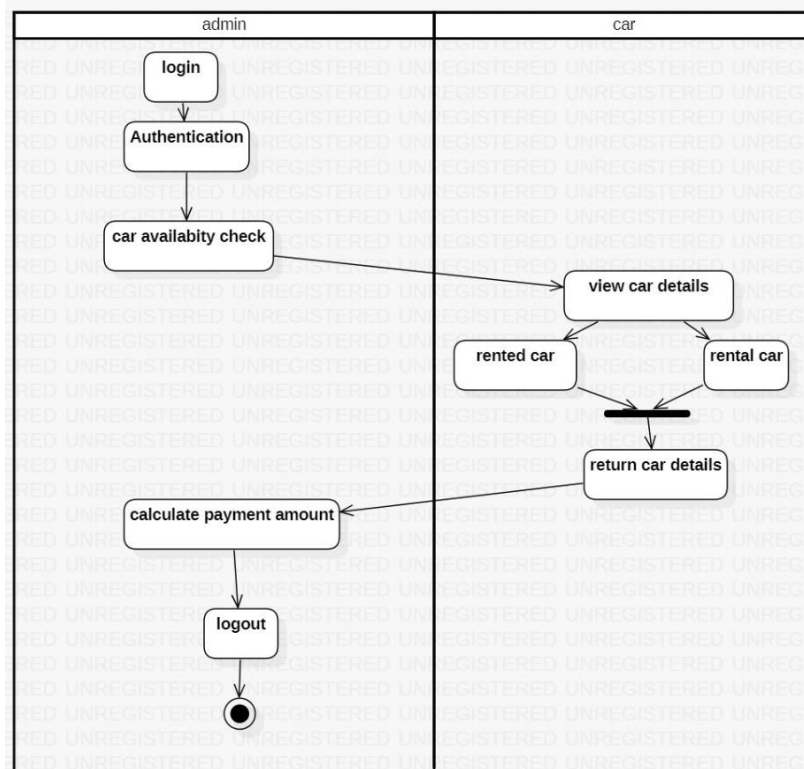 admin
car
login
Authentication
car availabity check
view car details
rented car
rental car
return car details
calculate payment amount
logout
UNREGISTERED